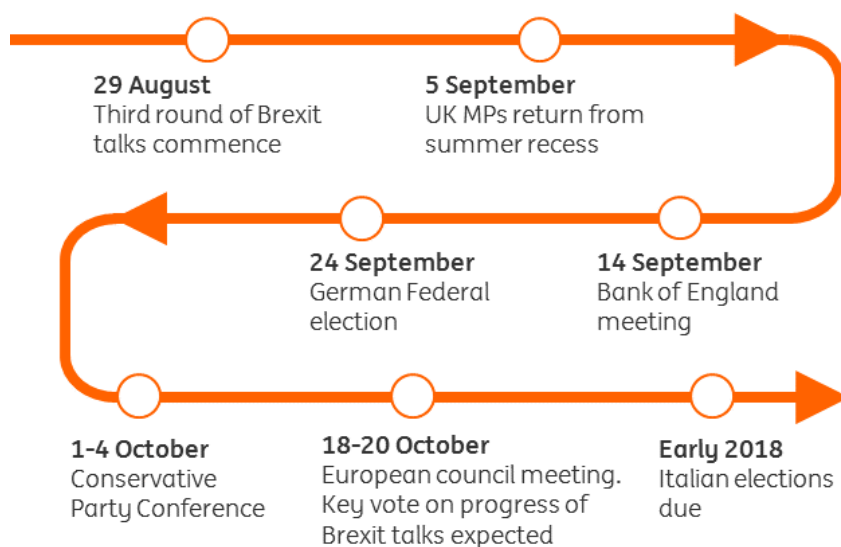 29 August
Third round of Brexit
talks commence
5 September
UK MPs return from
summer recess
14 September
Bank of England
meeting
24 September
German Federal
election
1-4 October
Conservative
Party Conference
18-20 October
European council meeting.
Key vote on progress of
Brexit talks expected
Early 2018
Italian elections
due